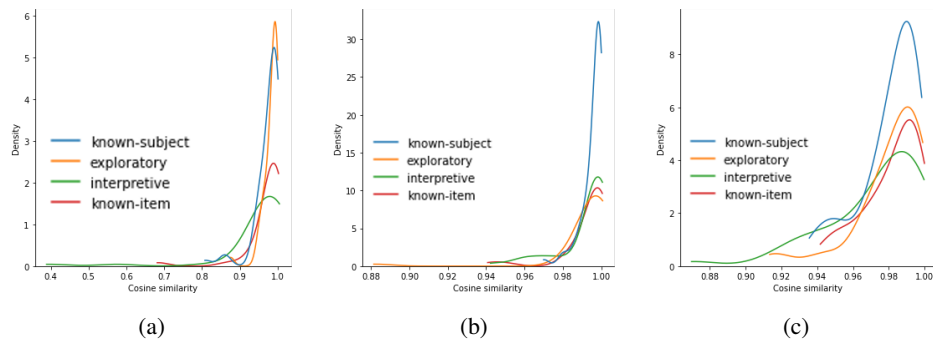 6
5
4
3
2
1
0
Density
known-subject
exploratory
interpretive
known-item
0.4 0.5 0.6 0.7 0.8 0.9 1.0
Cosine similarity
(a)
30
25
20
15
10
5
0
Density
known-subject
exploratory
interpretive
known-item
0.88 0.90 0.92 0.94 0.96 0.98 1.00
Cosine similarity
(b)
8
6
4
2
Density
known-subject
exploratory
interpretive
known-item
0.88 0.90 0.92 0.94 0.96 0.98 1.00
Cosine similarity
(c)